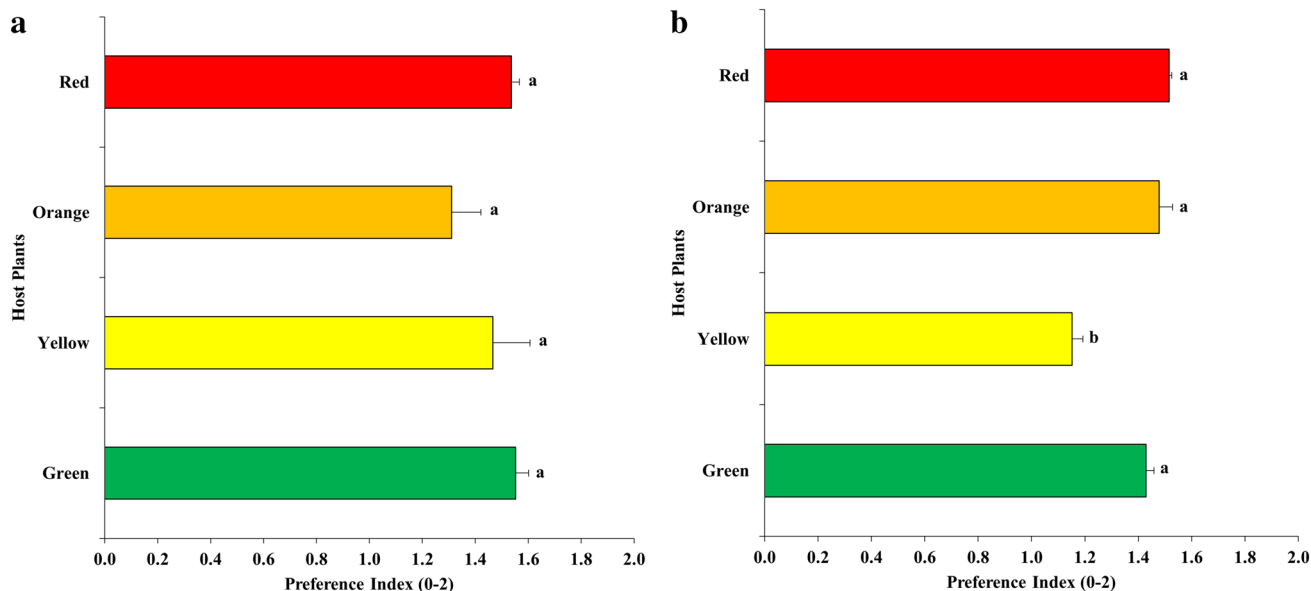 a
Host Plants
Red
a
Orange
a
Yellow
a
Green
a
0.0 0.2 0.4 0.6 0.8 1.0 1.2 1.4 1.6 1.8 2.0
Preference Index (0-2)
b
Host Plants
Red
a
Orange
a
Yellow
b
Green
a
0.0 0.2 0.4 0.6 0.8 1.0 1.2 1.4 1.6 1.8 2.0
Preference Index (0-2)